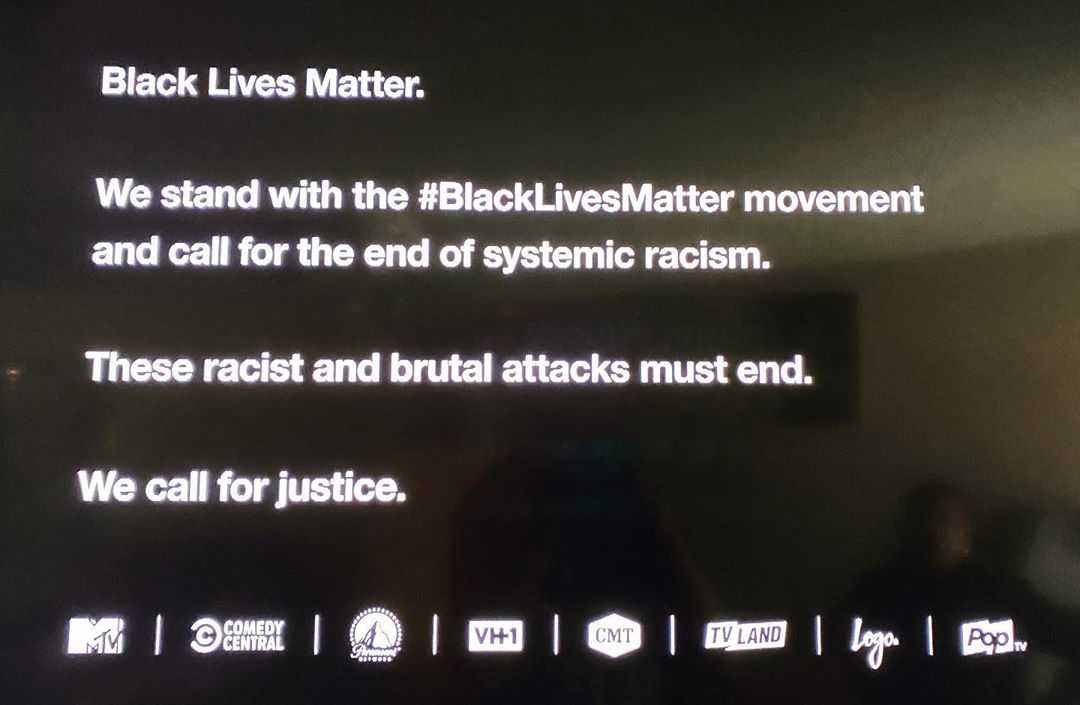 Black Lives Matter.
We stand with the #BlackLivesMatter movement
and call for the end of systemic racism.
These racist and brutal attacks must end.
We call for justice.
MTV | COMEDY CENTRAL | Paramount | VH1 | CMT | TV LAND | Logo. | Pop TV